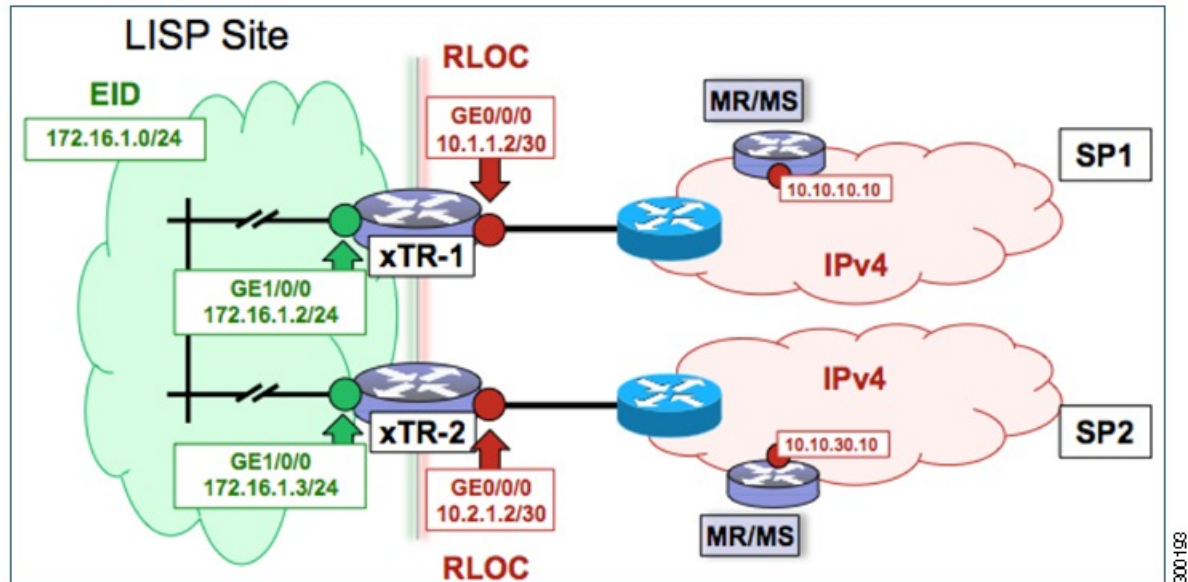 LISP Site
EID
172.16.1.0/24
RLOC
GE0/0/0
10.1.1.2/30
MR/MS
SP1
10.10.10.10
xTR-1
IPv4
GE1/0/0
172.16.1.2/24
xTR-2
IPv4
SP2
10.10.30.10
GE1/0/0
172.16.1.3/24
GE0/0/0
10.2.1.2/30
MR/MS
RLOC
300193